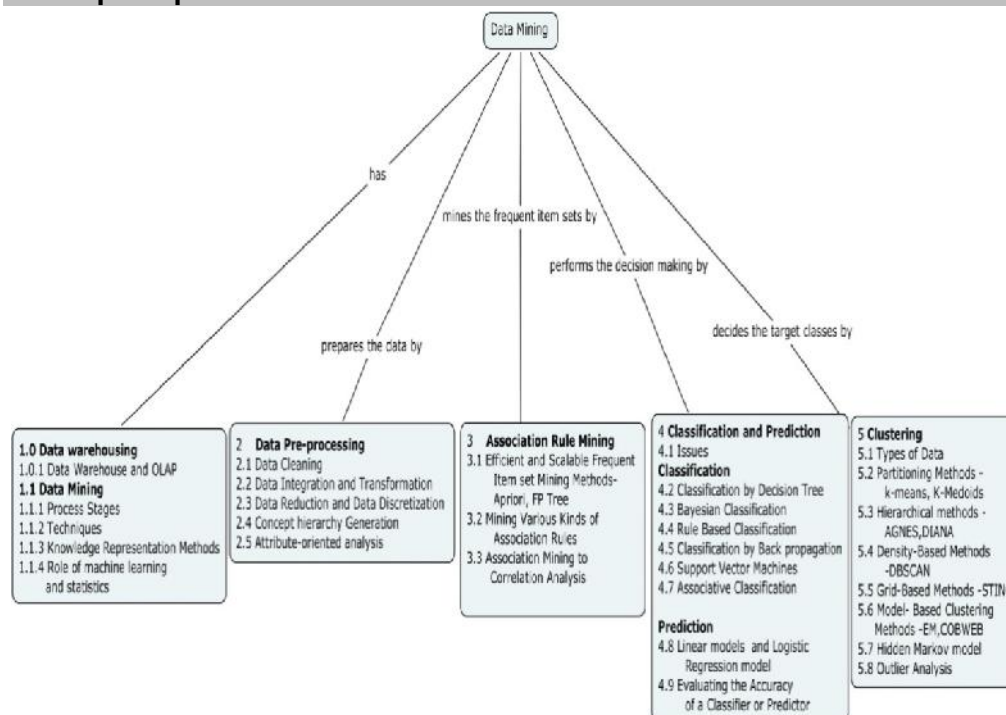 Data Mining
has
mines the frequent item sets by
performs the decision making by
decides the target classes by
prepares the data by
1.0 Data warehousing
1.0.1 Data Warehouse and OLAP
1.1 Data Mining
1.1.1 Process Stages
1.1.2 Techniques
1.1.3 Knowledge Representation Methods
1.1.4 Role of machine learning
and statistics
2 Data Pre-processing
2.1 Data Cleaning
2.2 Data Integration and Transformation
2.3 Data Reduction and Data Discretization
2.4 Concept hierarchy Generation
2.5 Attribute-oriented analysis
3 Association Rule Mining
3.1 Efficient and Scalable Frequent
Item set Mining Methods-
Apriori, FP Tree
3.2 Mining Various Kinds of
Association Rules
3.3 Association Mining to
Correlation Analysis
4 Classification and Prediction
4.1 Issues
Classification
4.2 Classification by Decision Tree
4.3 Bayesian Classification
4.4 Rule Based Classification
4.5 Classification by Back propagation
4.6 Support Vector Machines
4.7 Associative Classification
Prediction
4.8 Linear models and Logistic
Regression model
4.9 Evaluating the Accuracy
of a Classifier or Predictor
5 Clustering
5.1 Types of Data
5.2 Partitioning Methods -
k-means, K-Medoids
5.3 Hierarchical methods -
AGNES,DIANA
5.4 Density-Based Methods
-DBSCAN
5.5 Grid-Based Methods -STIN
5.6 Model- Based Clustering
Methods -EM,COBWEB
5.7 Hidden Markov model
5.8 Outlier Analysis